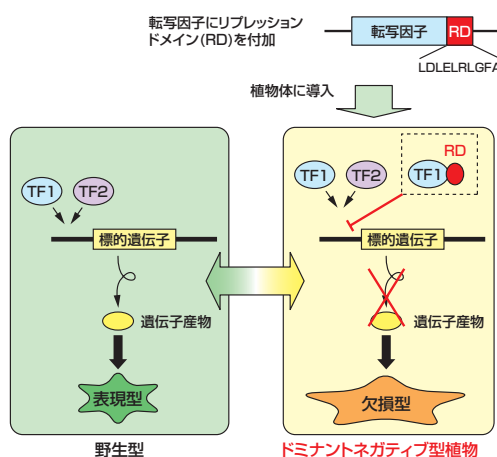 転写因子にリプレッション
ドメイン(RD)を付加
転写因子 RD
LDLELRLGFA
植物体に導入
TF1 TF2
標的遺伝子
遺伝子産物
表現型
野生型
RD
TF1 TF2 TF1
標的遺伝子
遺伝子産物
欠損型
ドミナントネガティブ型植物